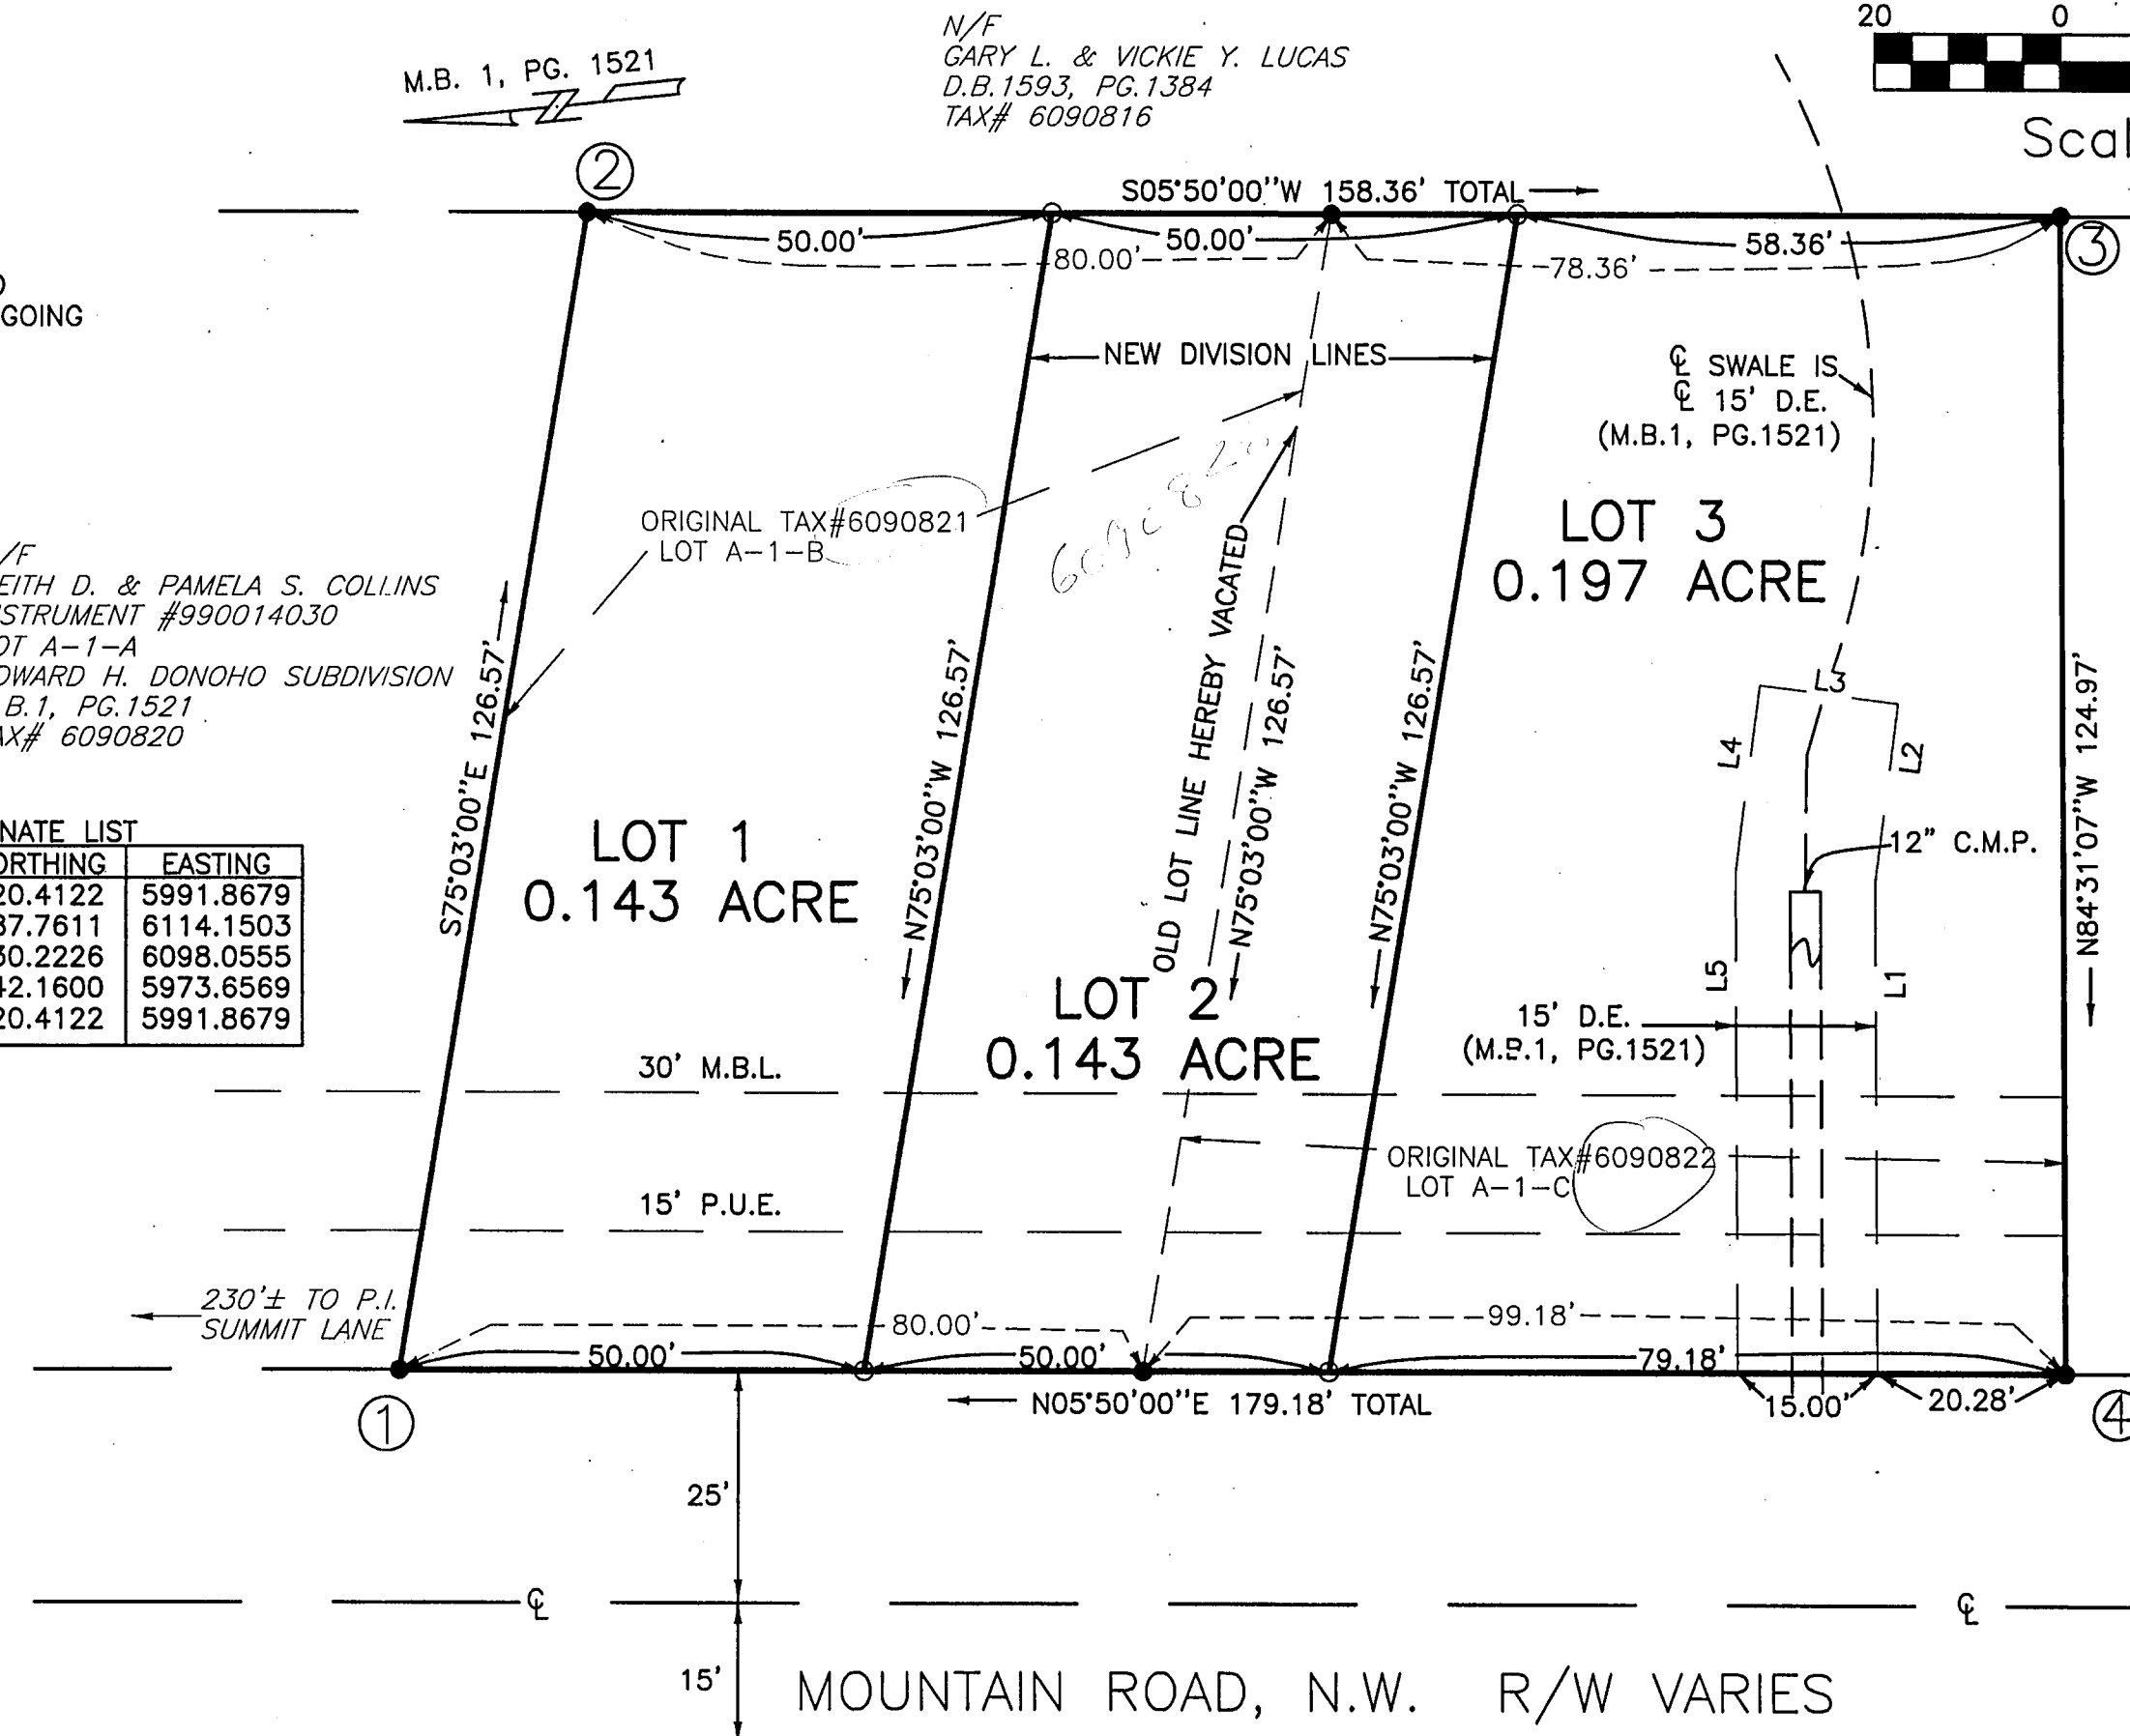 M.B. 1, PG. 1521
N/F
GARY L. & VICKIE Y. LUCAS
D.B.1593, PG.1384
TAX# 6090816
20 0
2
S05°50'00"W 158.36' TOTAL
50.00' 50.00' 58.36'
80.00' 78.36'
3
GOING
NEW DIVISION LINES
℄ SWALE IS
℄ 15' D.E.
(M.B.1, PG.1521)
ORIGINAL TAX#6090821
LOT A-1-B
LOT 3
0.197 ACRE
/F
EITH D. & PAMELA S. COLLINS
STRUMENT #990014030
OT A-1-A
DWARD H. DONOHO SUBDIVISION
B.1, PG.1521
AX# 6090820
S75°03'00"E 126.57'
N75°03'00"W 126.57'
OLD LOT LINE HEREBY VACATED
N75°03'00"W 126.57'
N75°03'00"W 126.57'
L3
L4
L2
N84°31'07"W 124.97'
12" C.M.P.
NATE LIST
ORTHING EASTING
20.4122 5991.8679
37.7611 6114.1503
30.2226 6098.0555
42.1600 5973.6569
20.4122 5991.8679
LOT 1
0.143 ACRE
LOT 2
0.143 ACRE
L5
L1
15' D.E.
(M.B.1, PG.1521)
30' M.B.L.
ORIGINAL TAX#6090822
LOT A-1-C
15' P.U.E.
230'± TO P.I.
SUMMIT LANE
80.00' 99.18'
50.00' 50.00' 79.18'
N05°50'00"E 179.18' TOTAL
15.00' 20.28'
1
4
25'
℄ ℄
15'
MOUNTAIN ROAD, N.W. R/W VARIES